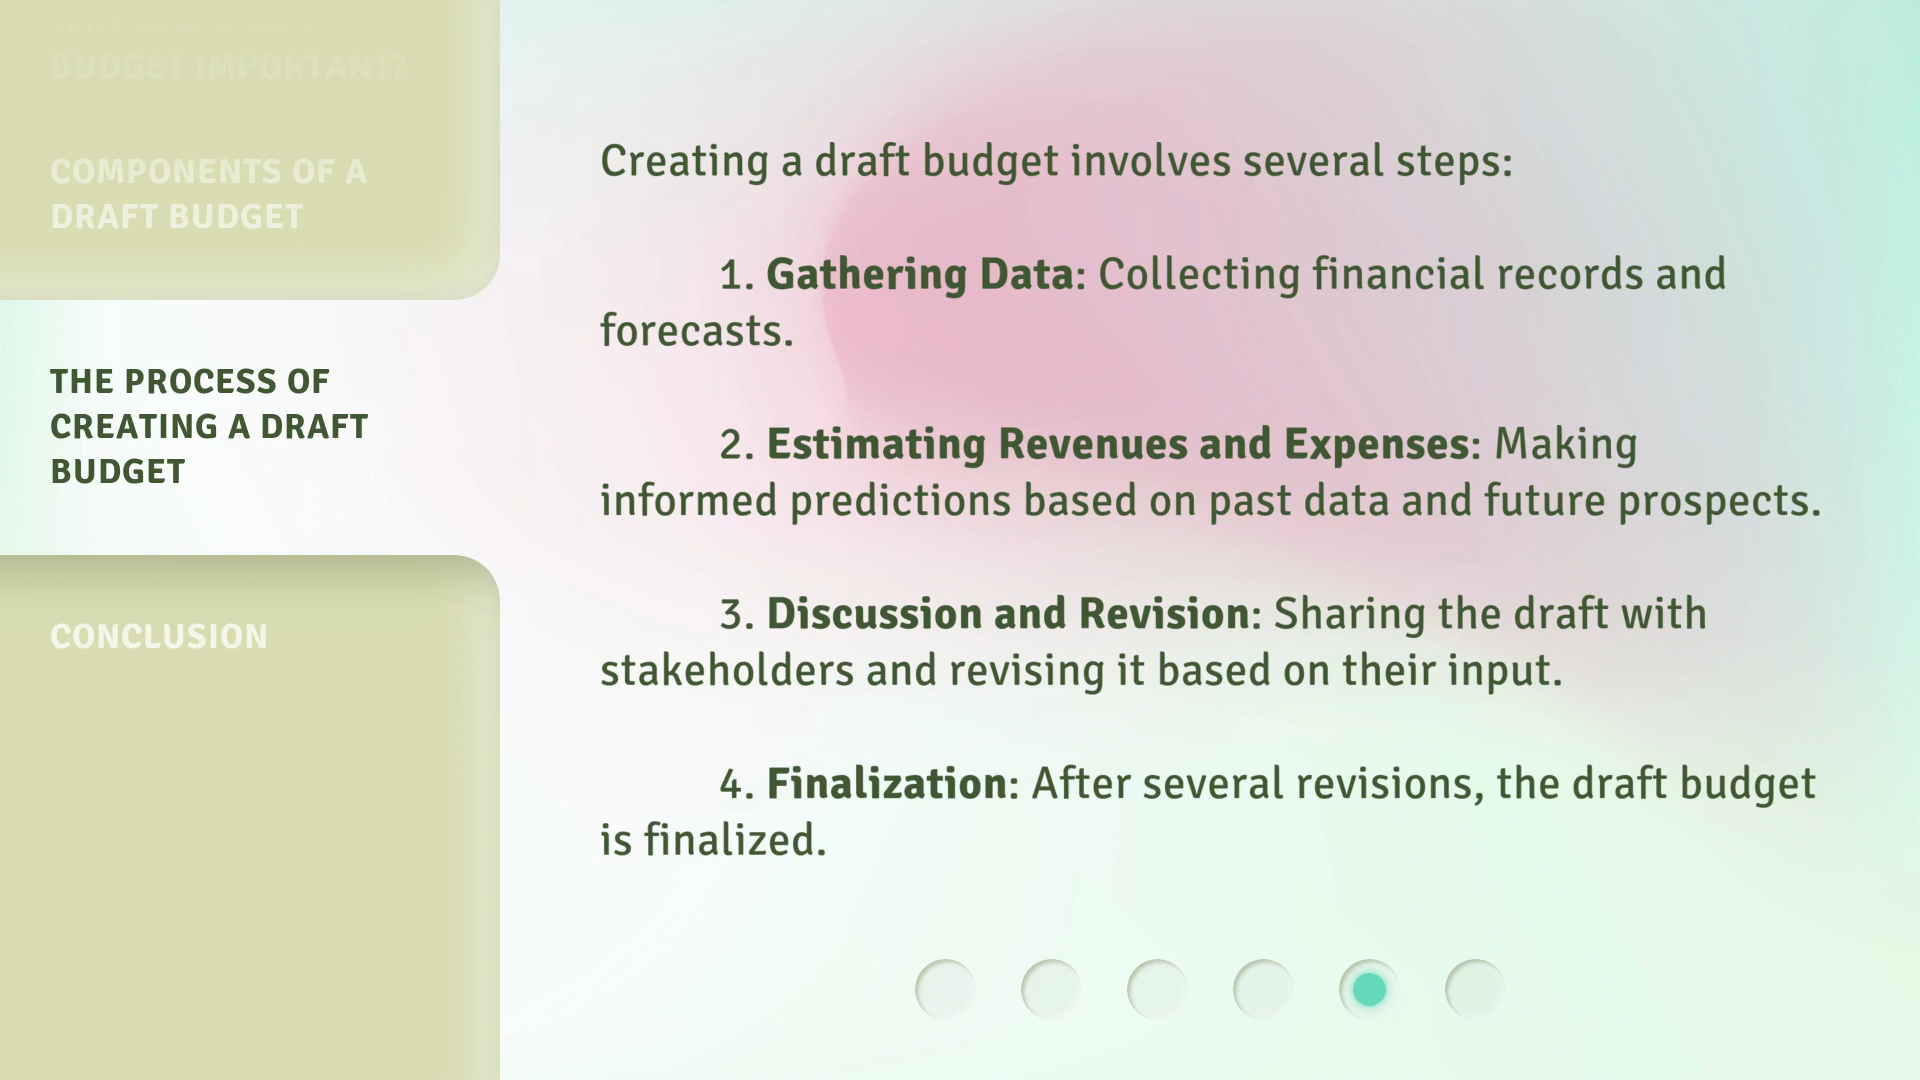 BUDGET IMPORTANT?
COMPONENTS OF A
DRAFT BUDGET
THE PROCESS OF
CREATING A DRAFT
BUDGET
CONCLUSION
Creating a draft budget involves several steps:
1. Gathering Data: Collecting financial records and
forecasts.
2. Estimating Revenues and Expenses: Making
informed predictions based on past data and future prospects.
3. Discussion and Revision: Sharing the draft with
stakeholders and revising it based on their input.
4. Finalization: After several revisions, the draft budget
is finalized.